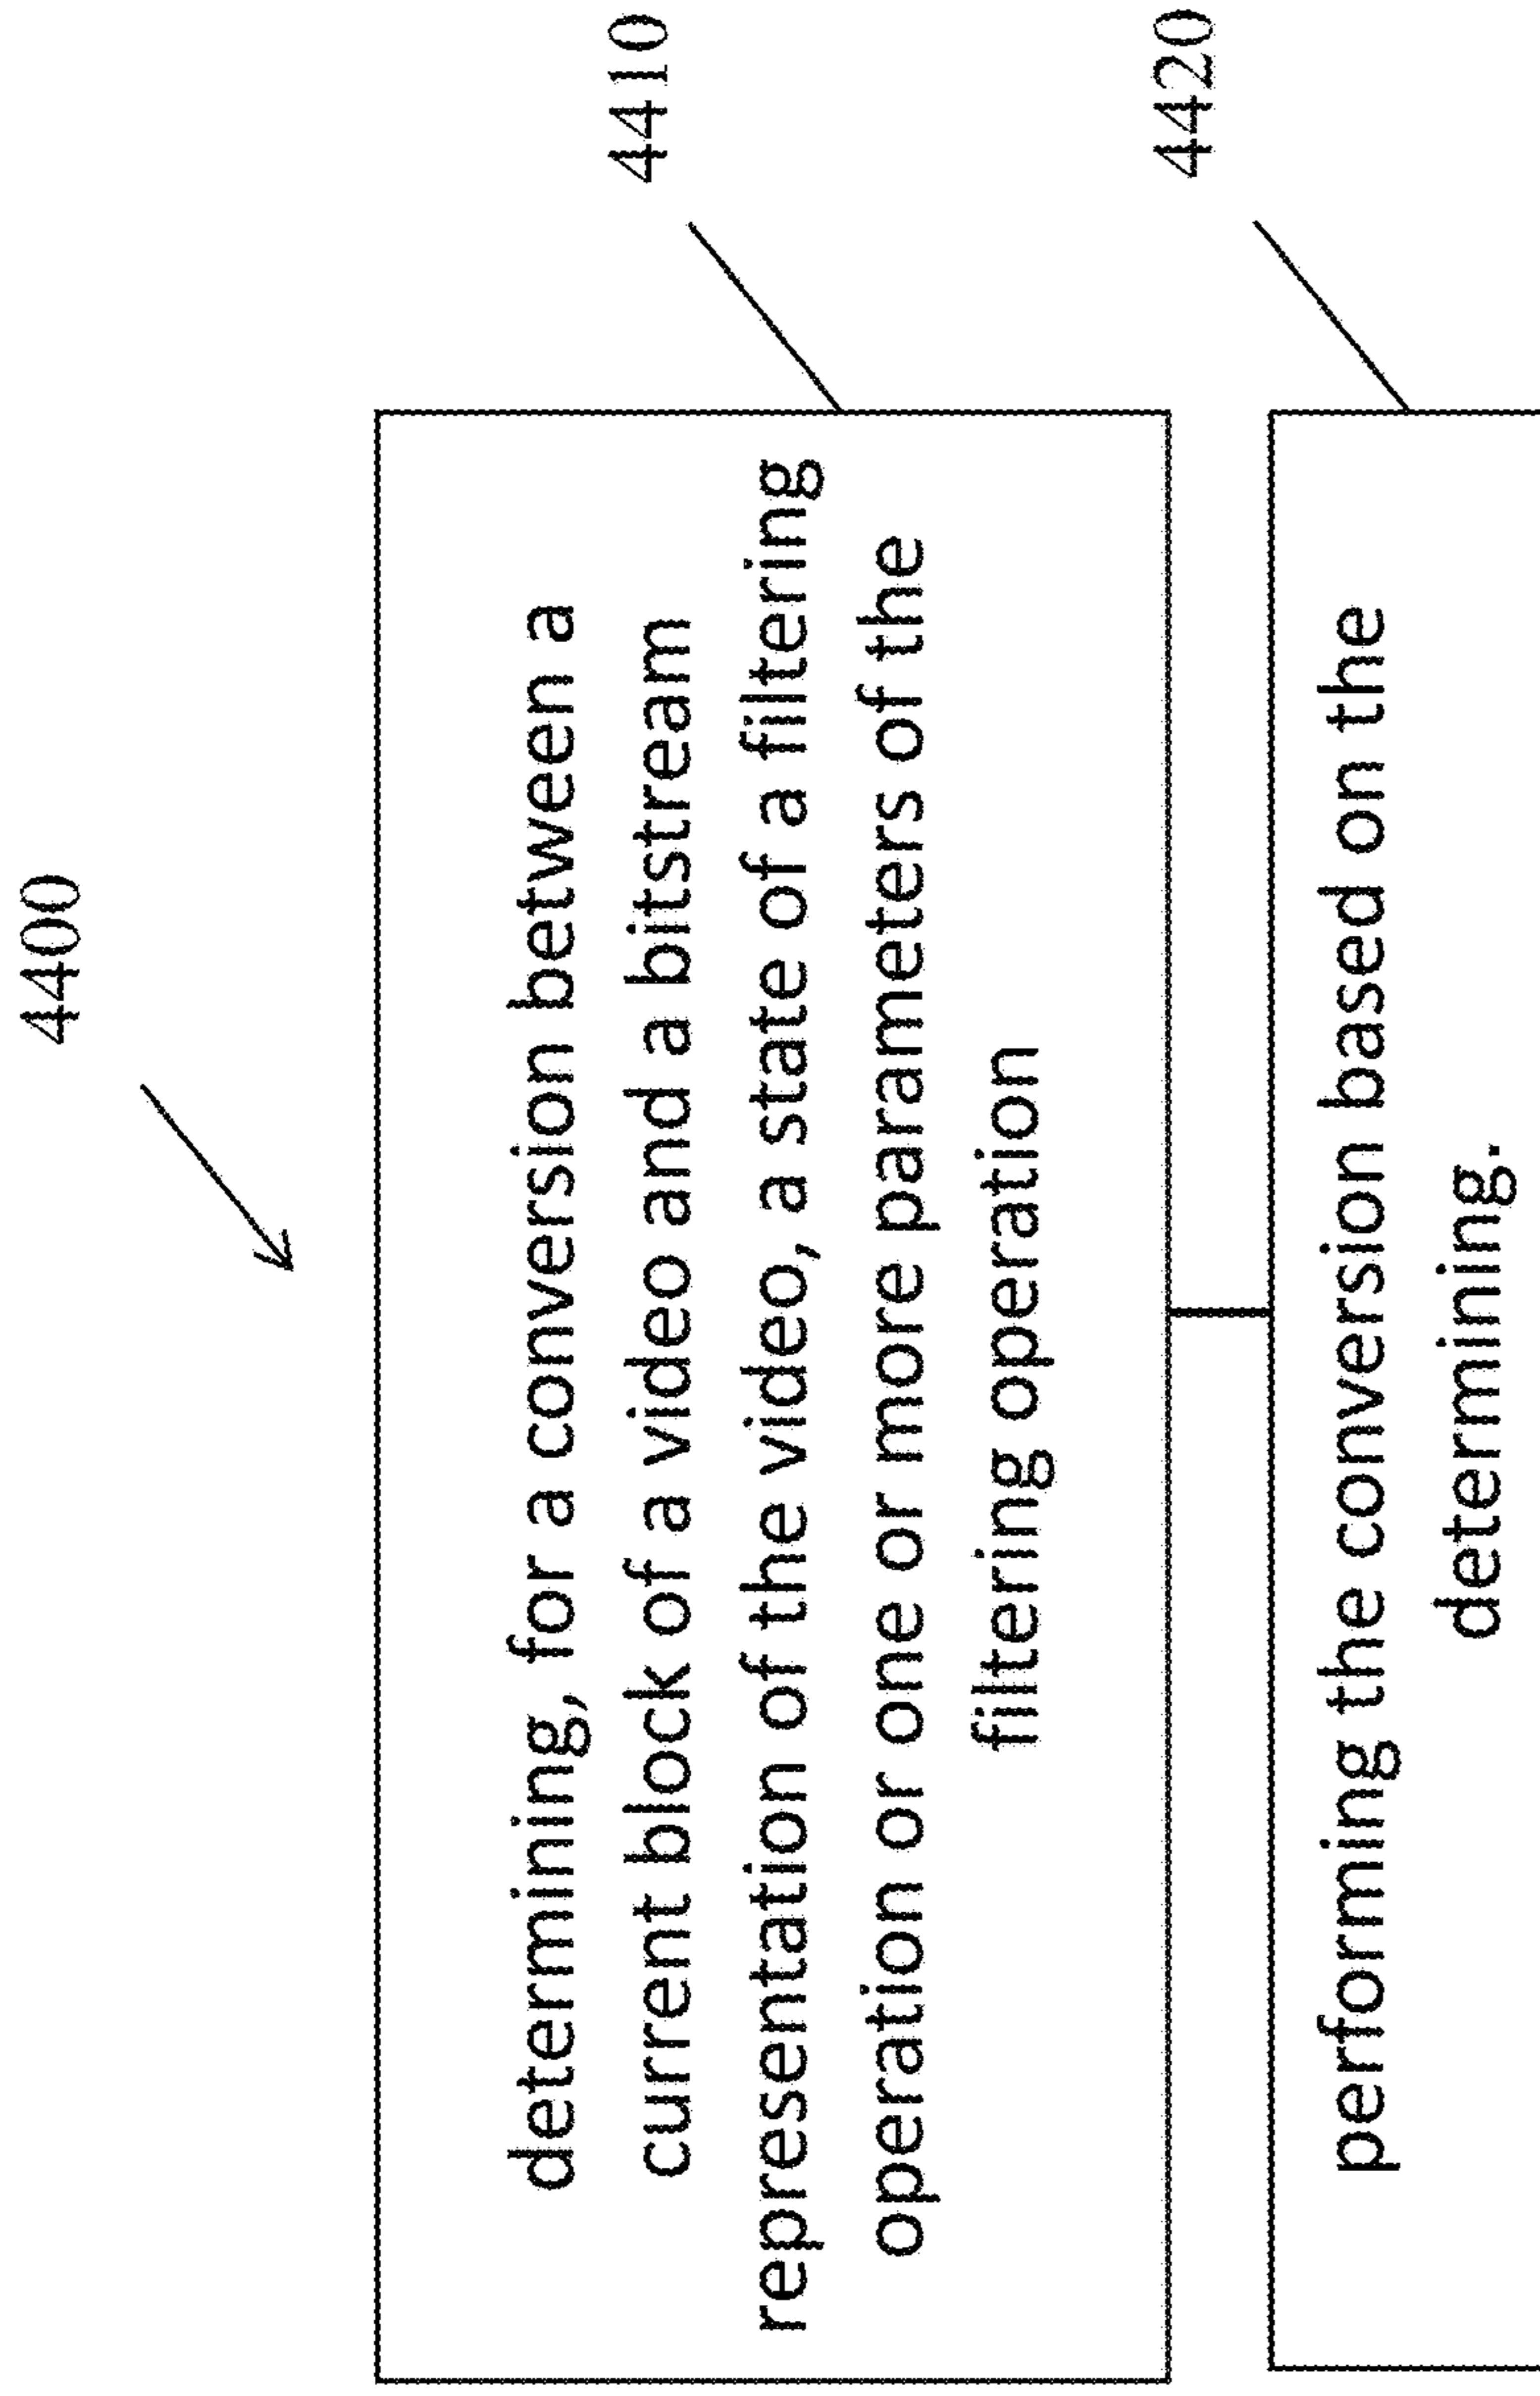 4400
determining, for a conversion between a
current block of a video and a bitstream
representation of the video, a state of a filtering
operation or one or more parameters of the
filtering operation
4410
performing the conversion based on the
determining.
4420